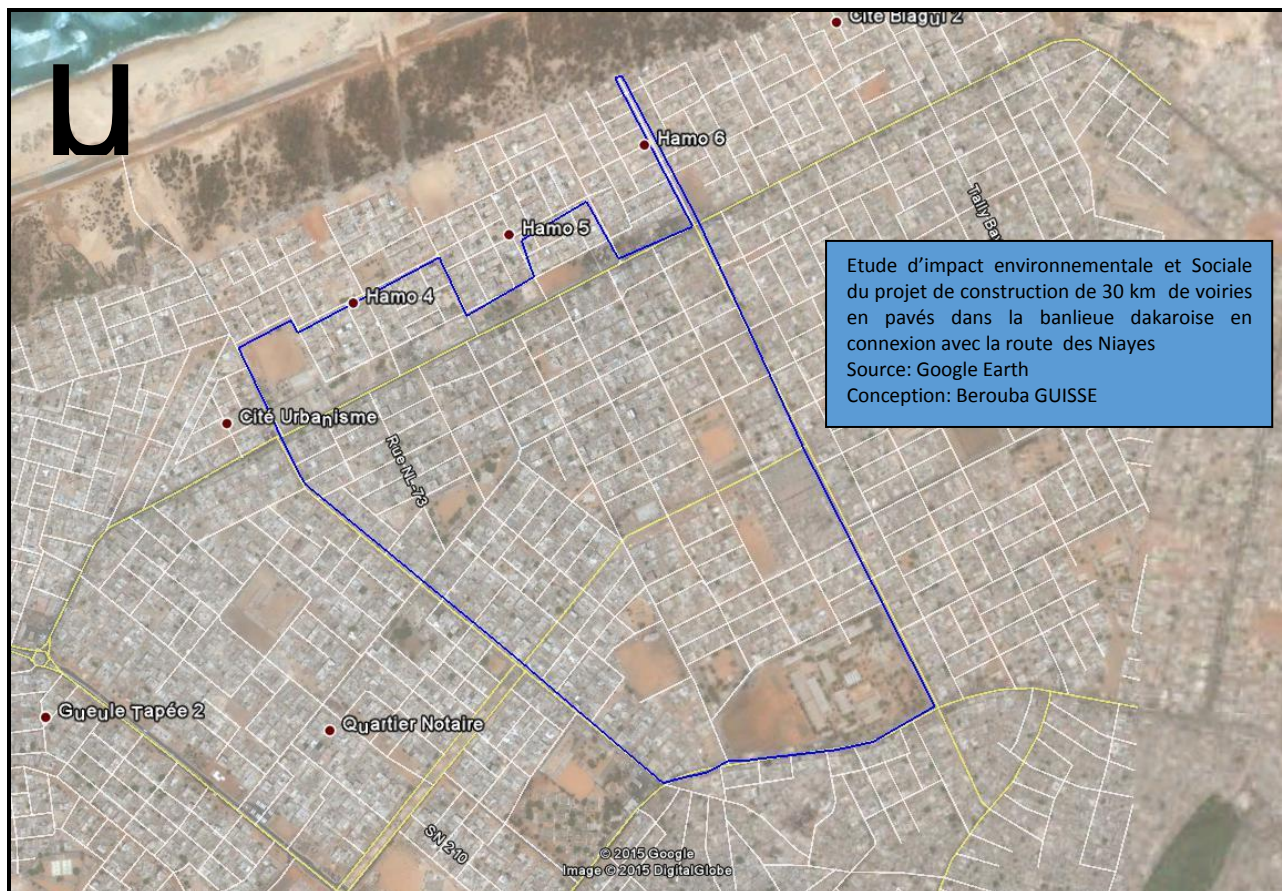 Cité Biagui 2
u
Hamo 6
Tally Bay
Hamo 5
Hamo 4
Etude d’impact environnementale et Sociale
du projet de construction de 30 km de voiries
en pavés dans la banlieue dakaroise en
connexion avec la route des Niayes
Source: Google Earth
Conception: Berouba GUISSE
Cité Urbanisme
Rue NL-73
Gueule Tapée 2
Quartier Notaire
SN 210
© 2015 Google
Image © 2015 DigitalGlobe